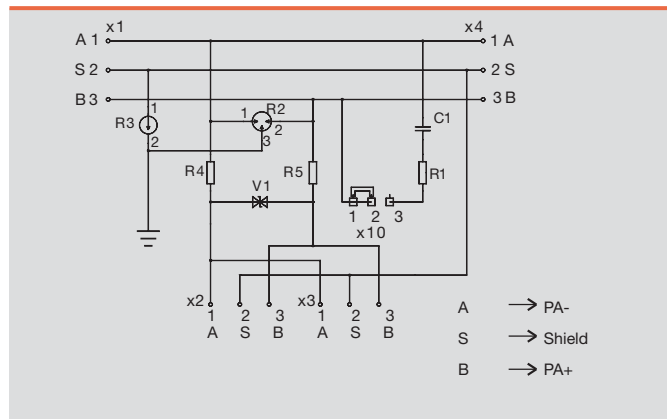 x1 x4
A 1 1 A
S 2 2 S
B 3 3 B
1 R2
R3 1 2 C1
2 3
R4 R5 R1
V1
1 2 3
x10
x2 x3
1 2 3 1 2 3
A S B A S B
A → PA-
S → Shield
B → PA+